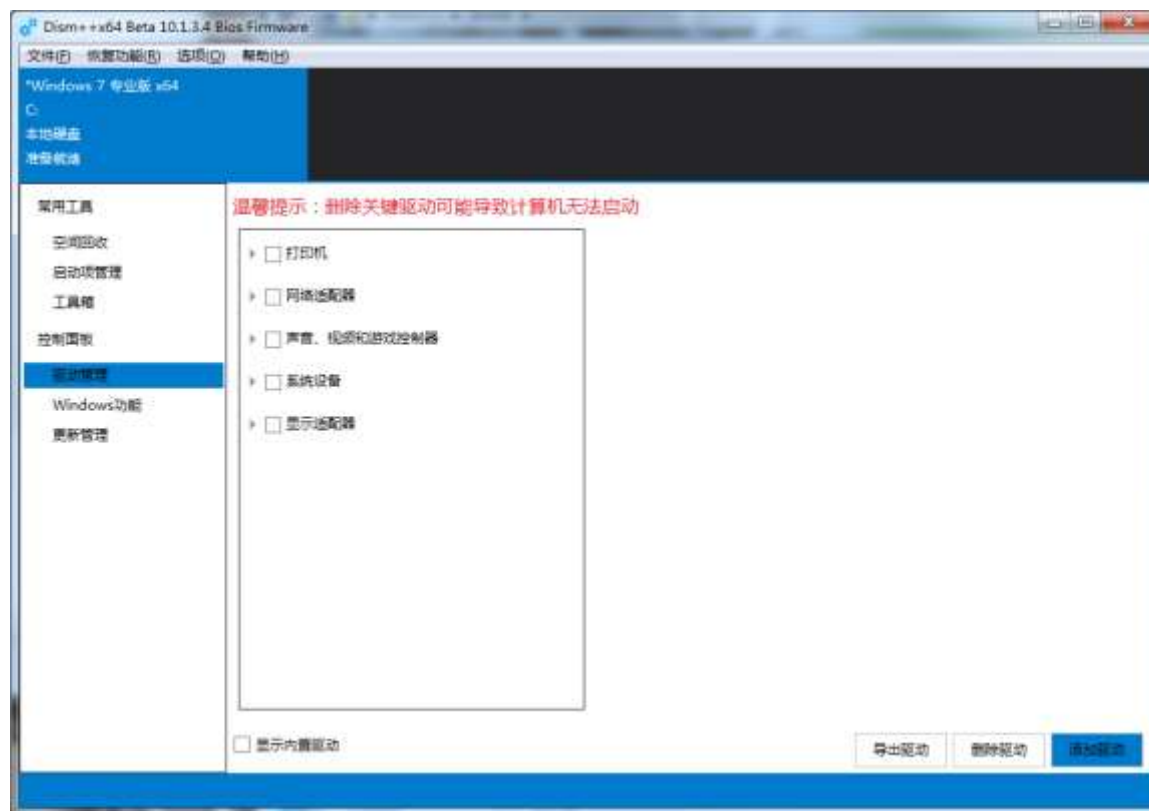 Dism++x64 Beta 10.1.3.4 Bios Firmware
文件(F) 恢复功能(R) 选项(O) 帮助(H)
*Windows 7 专业版 x64
C:
本地硬盘
准备就绪
常用工具
空间回收
启动项管理
工具箱
控制面板
驱动管理
Windows功能
更新管理
温馨提示：删除关键驱动可能导致计算机无法启动
打印机
网络适配器
声音、视频和游戏控制器
系统设备
显示适配器
显示内置驱动
导出驱动 删除驱动 添加驱动